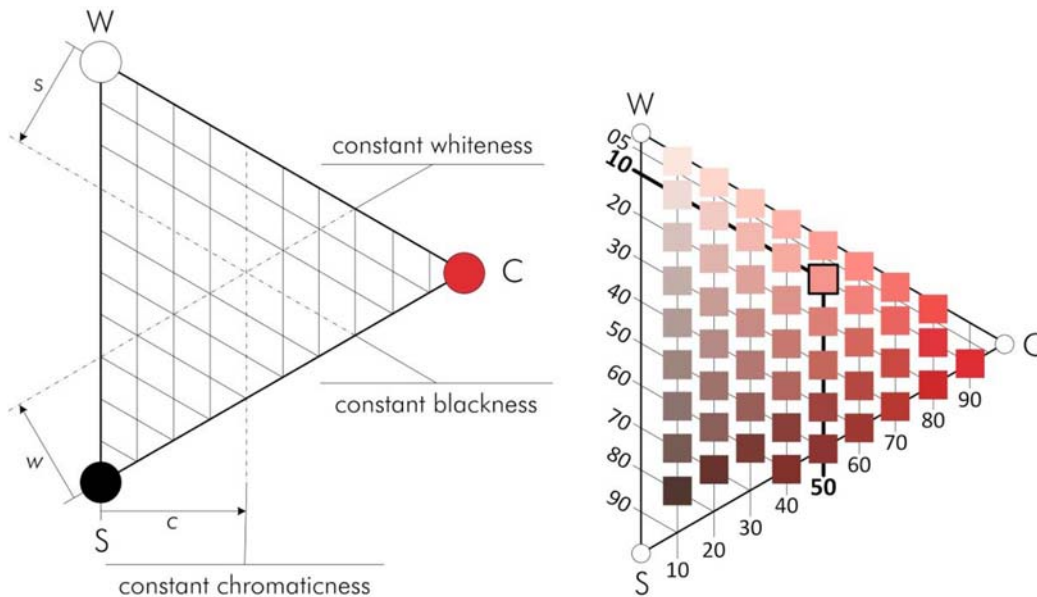 W
s
constant whiteness
C
constant blackness
w
S
c
constant chromaticness
W
05
10
20
30
40
50
60
70
80
90
C
S
10
20
30
40
50
60
70
80
90